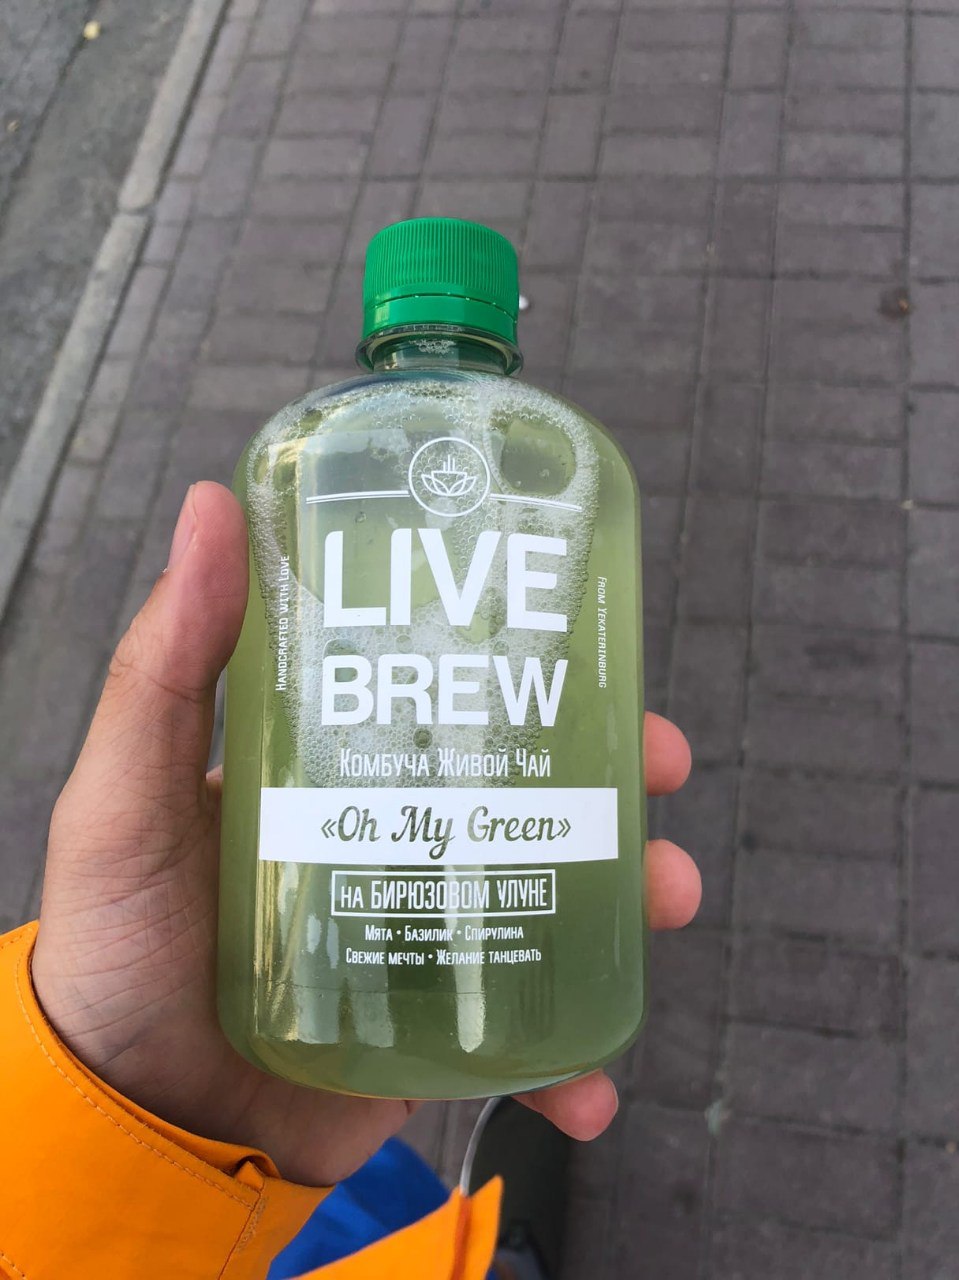 LIVE
BREW
Handcrafted with Love
From Yekaterinburg
Комбуча Живой Чай
«Oh My Green»
на БИРЮЗОВОМ УЛУНЕ
Мята • Базилик • Спирулина
Свежие мечты • Желание танцевать